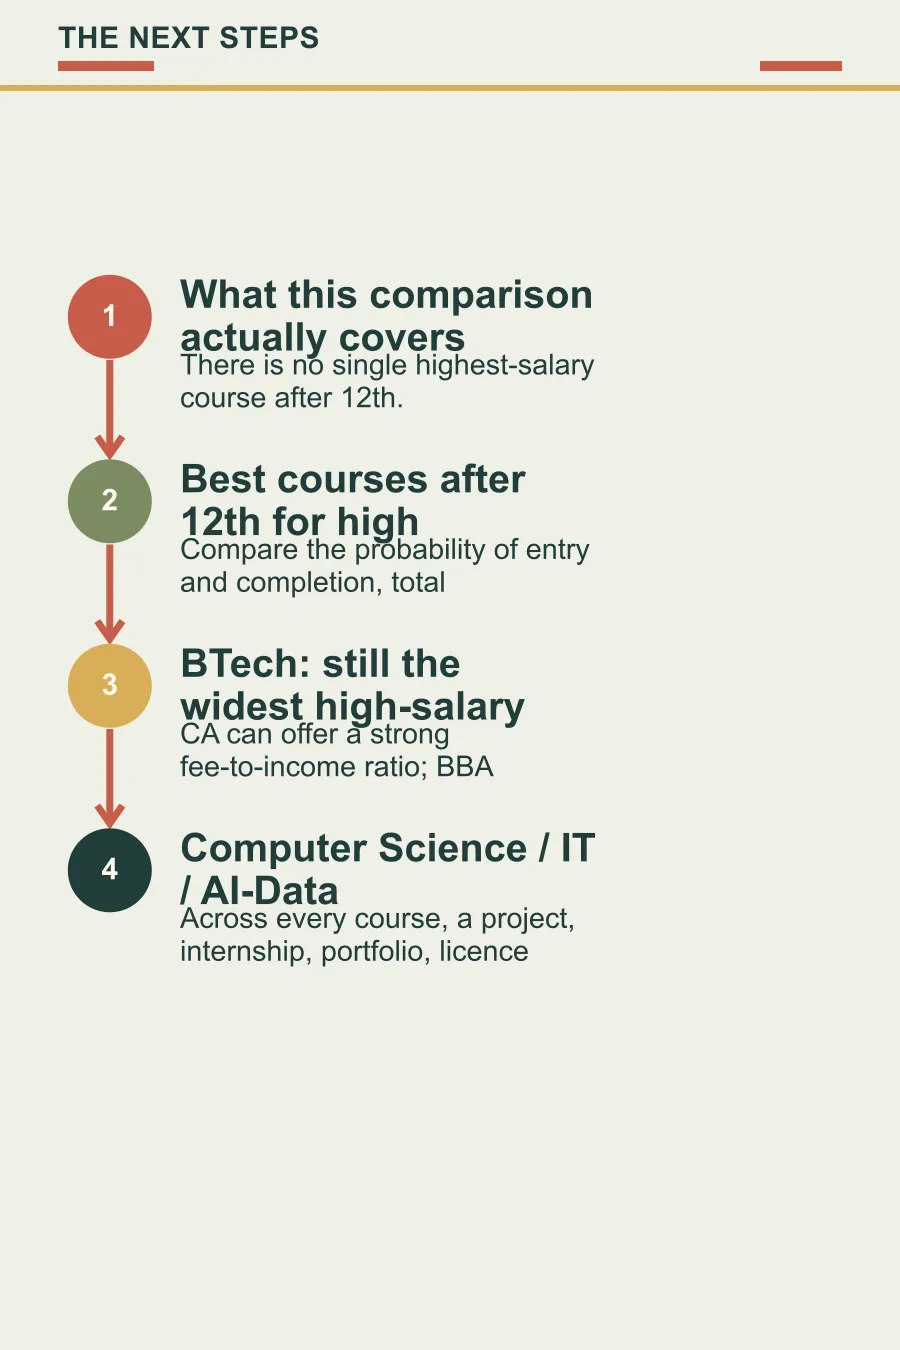 THE NEXT STEPS
1
What this comparison
actually covers
There is no single highest-salary
course after 12th.
2
Best courses after
12th for high
Compare the probability of entry
and completion, total
3
BTech: still the
widest high-salary
CA can offer a strong
fee-to-income ratio; BBA
4
Computer Science / IT
/ AI-Data
Across every course, a project,
internship, portfolio, licence